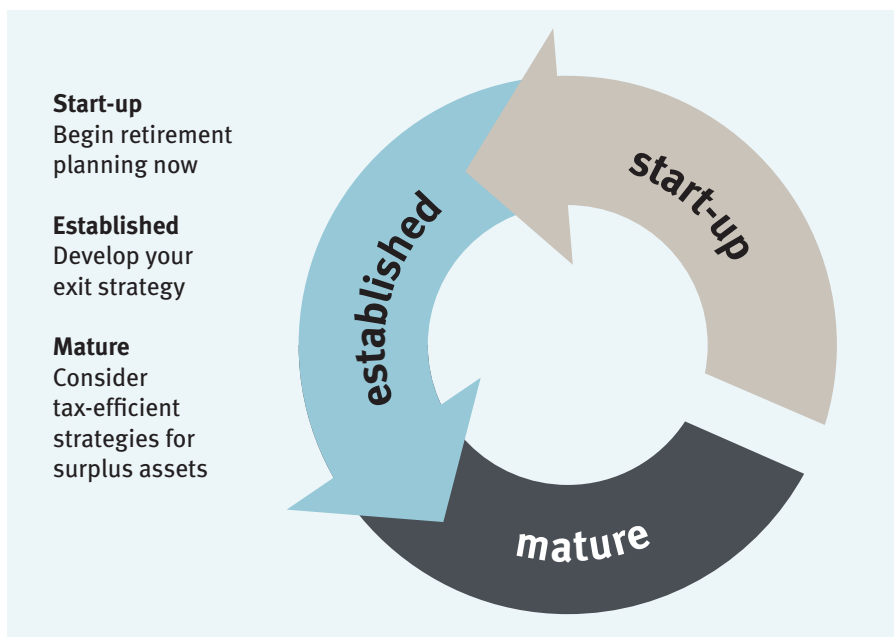 Start-up
Begin retirement
planning now
Established
Develop your
exit strategy
Mature
Consider
tax-efficient
strategies for
surplus assets
start-up
established
mature